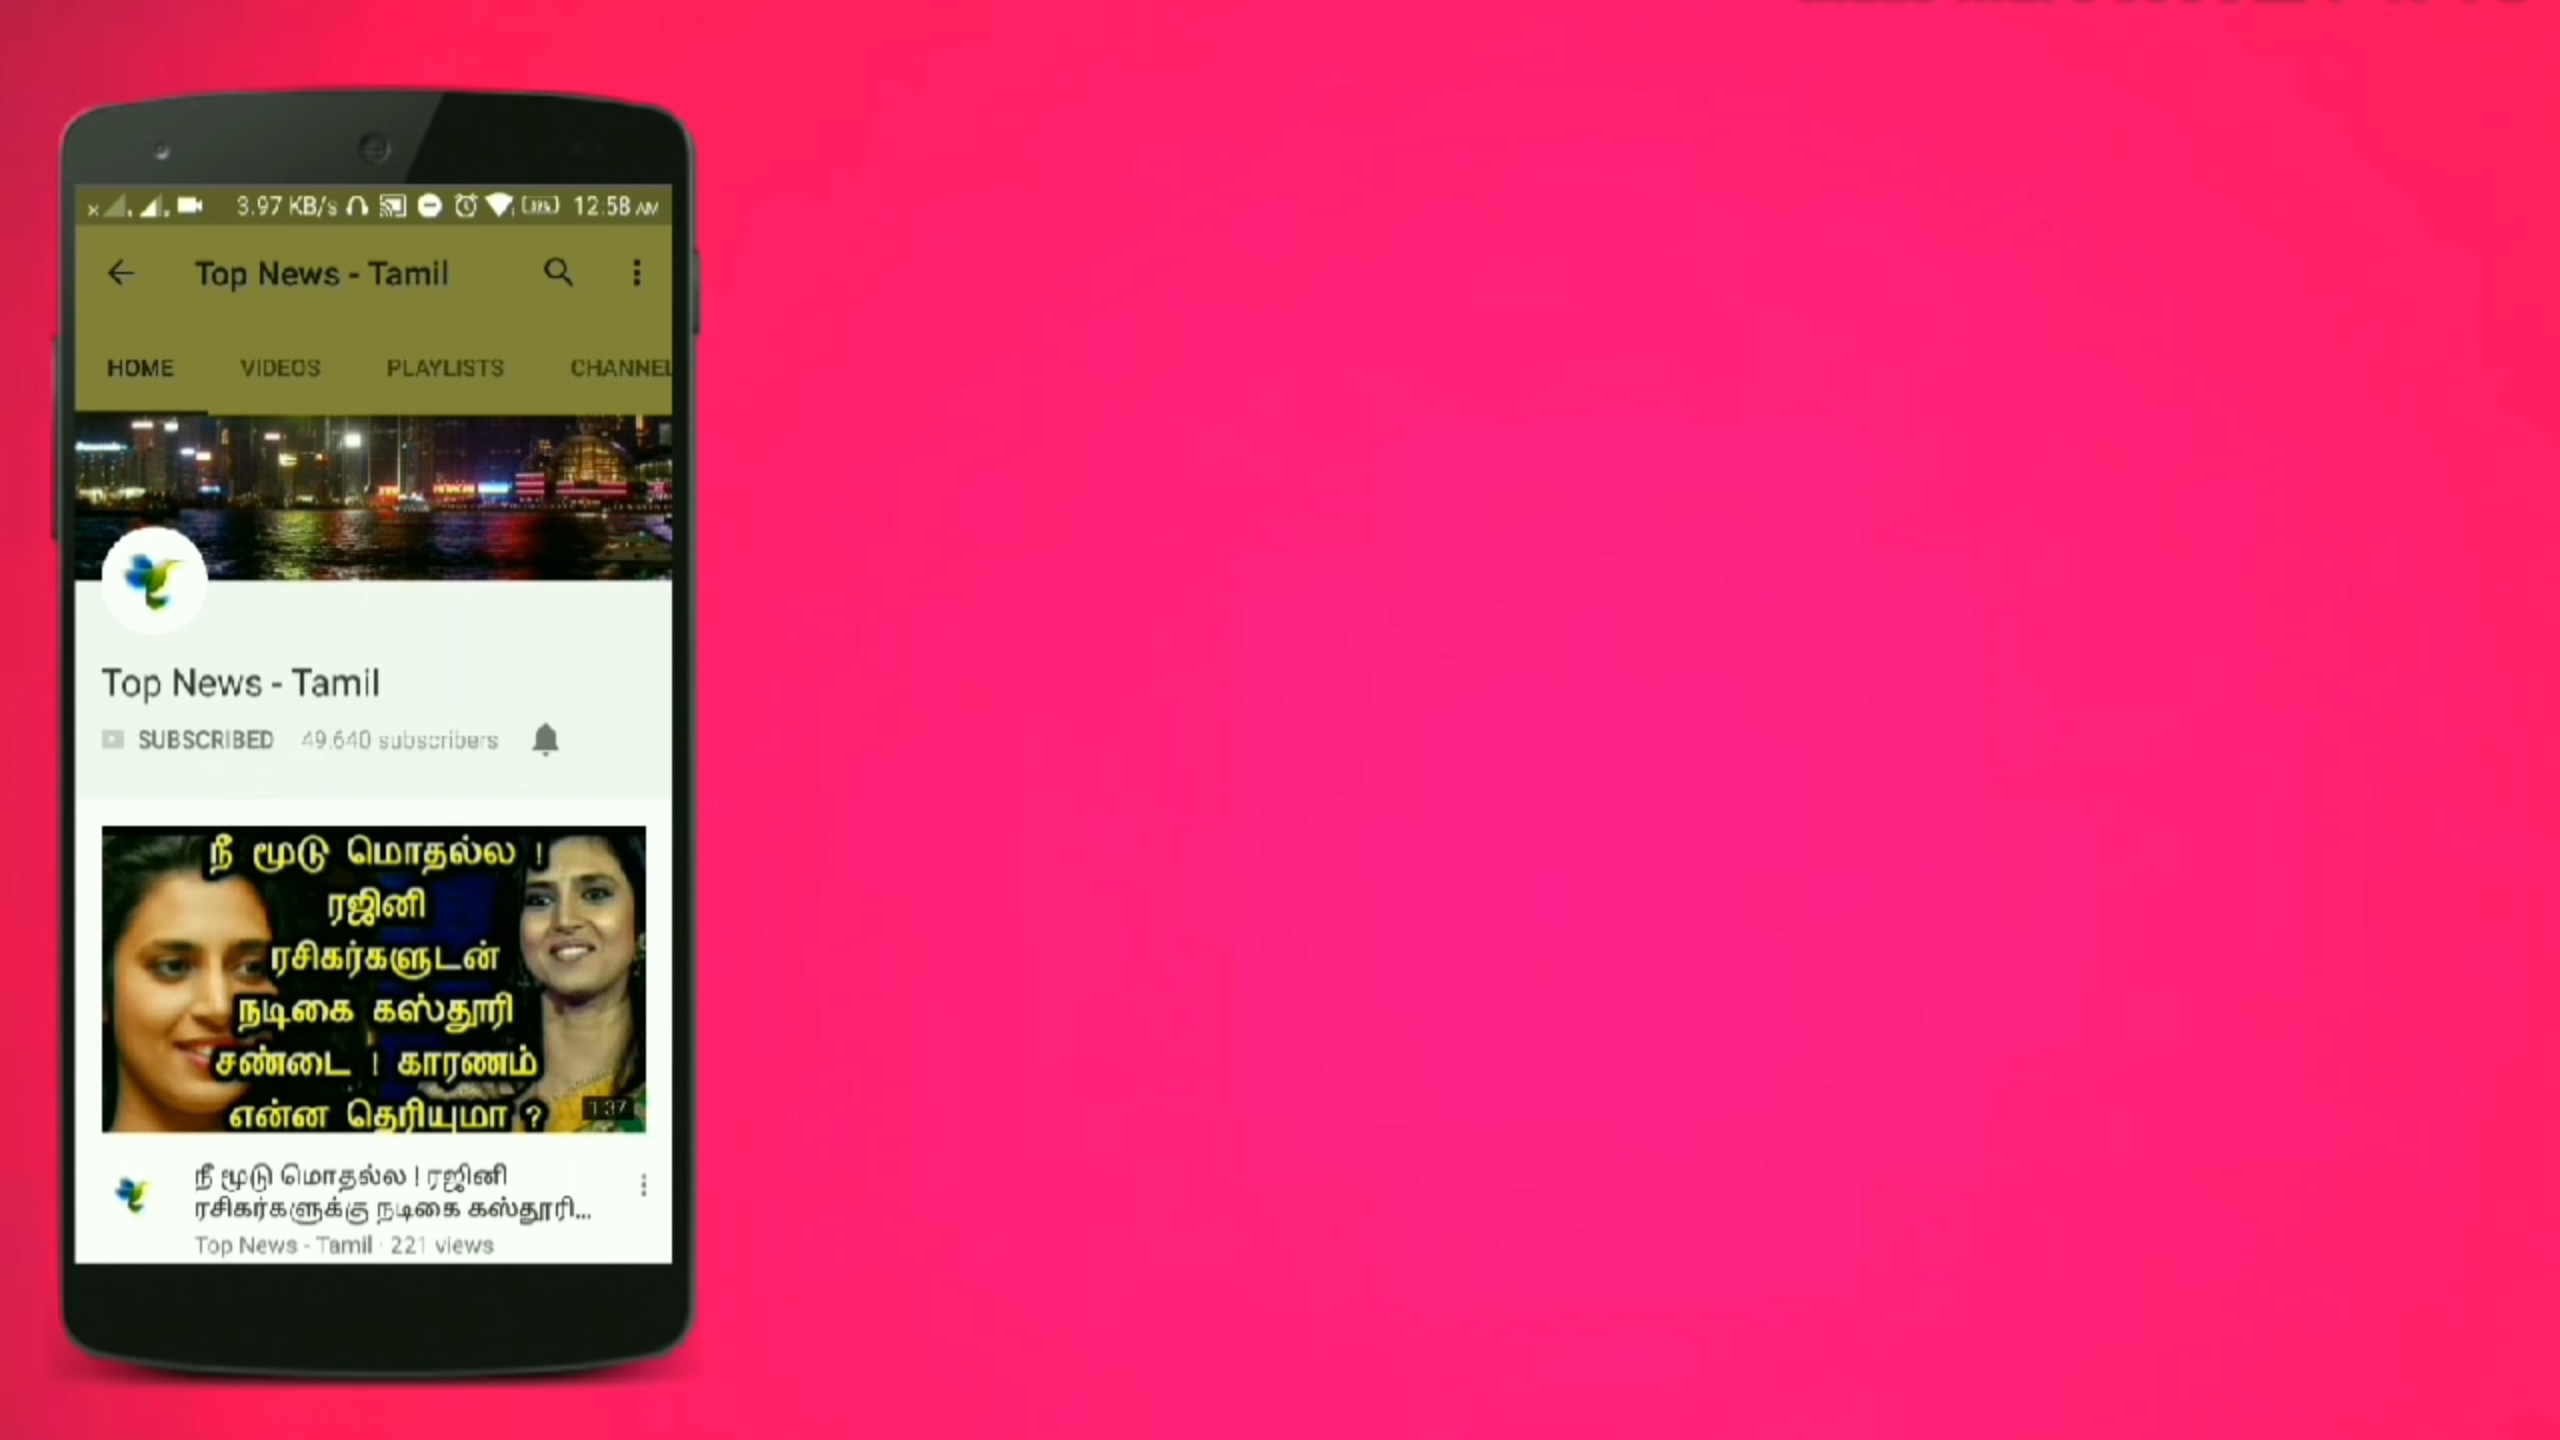 3.97 KB/s 12:58 AM
Top News - Tamil
HOME VIDEOS PLAYLISTS CHANNEL
Top News - Tamil
SUBSCRIBED 49,640 subscribers
நீ மூடு மொதல்ல !
ரஜினி
ரசிகர்களுடன்
நடிகை கஸ்தூரி
சண்டை ! காரணம்
என்ன தெரியுமா ?
1:37
நீ மூடு மொதல்ல ! ரஜினி
ரசிகர்களுக்கு நடிகை கஸ்தூரி...
Top News - Tamil · 221 views